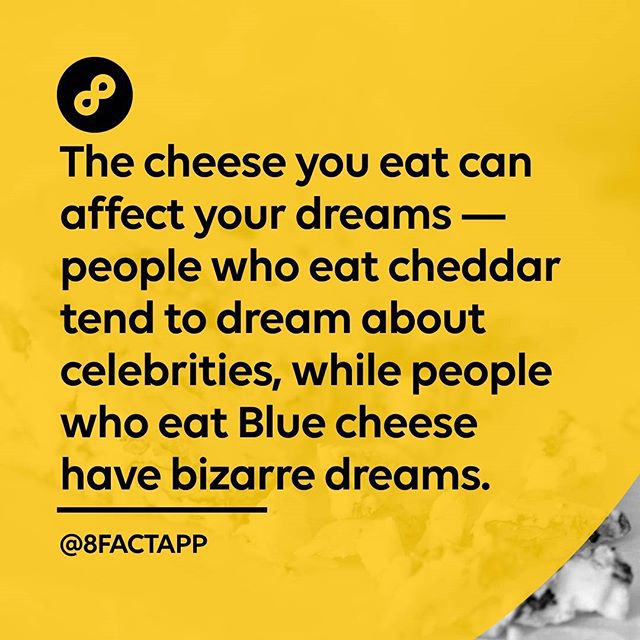 The cheese you eat can
affect your dreams —
people who eat cheddar
tend to dream about
celebrities, while people
who eat Blue cheese
have bizarre dreams.
@8FACTAPP